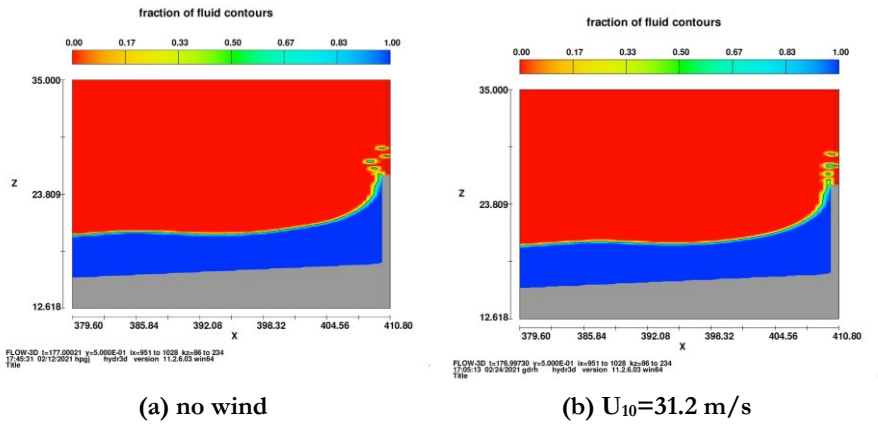 fraction of fluid contours
0.00 0.17 0.33 0.50 0.67 0.83 1.00
35.000
Z
23.809
12.618
379.60 385.84 392.08 398.32 404.56 410.80
X
FLOW-3D t=177.00021 y=5.000E-01 ix=951 to 1028 kz=86 to 234
17:45:31 02/12/2021 hpgj hydr3d version 11.2.6.03 win64
Title
(a) no wind
fraction of fluid contours
0.00 0.17 0.33 0.50 0.67 0.83 1.00
35.000
Z
23.809
12.618
379.60 385.84 392.08 398.32 404.56 410.80
X
FLOW-3D t=176.99730 y=5.000E-01 ix=951 to 1028 kz=86 to 234
17:05:13 02/24/2021 gdrh hydr3d version 11.2.6.03 win64
Title
(b) U₁₀=31.2 m/s